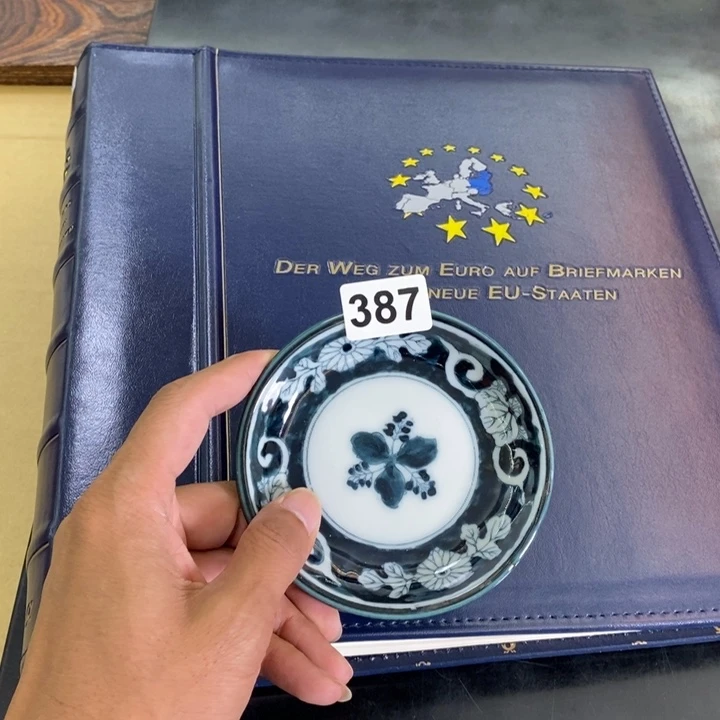 DER WEG ZUM EURO AUF BRIEFMARKEN
NEUE EU-STAATEN
387